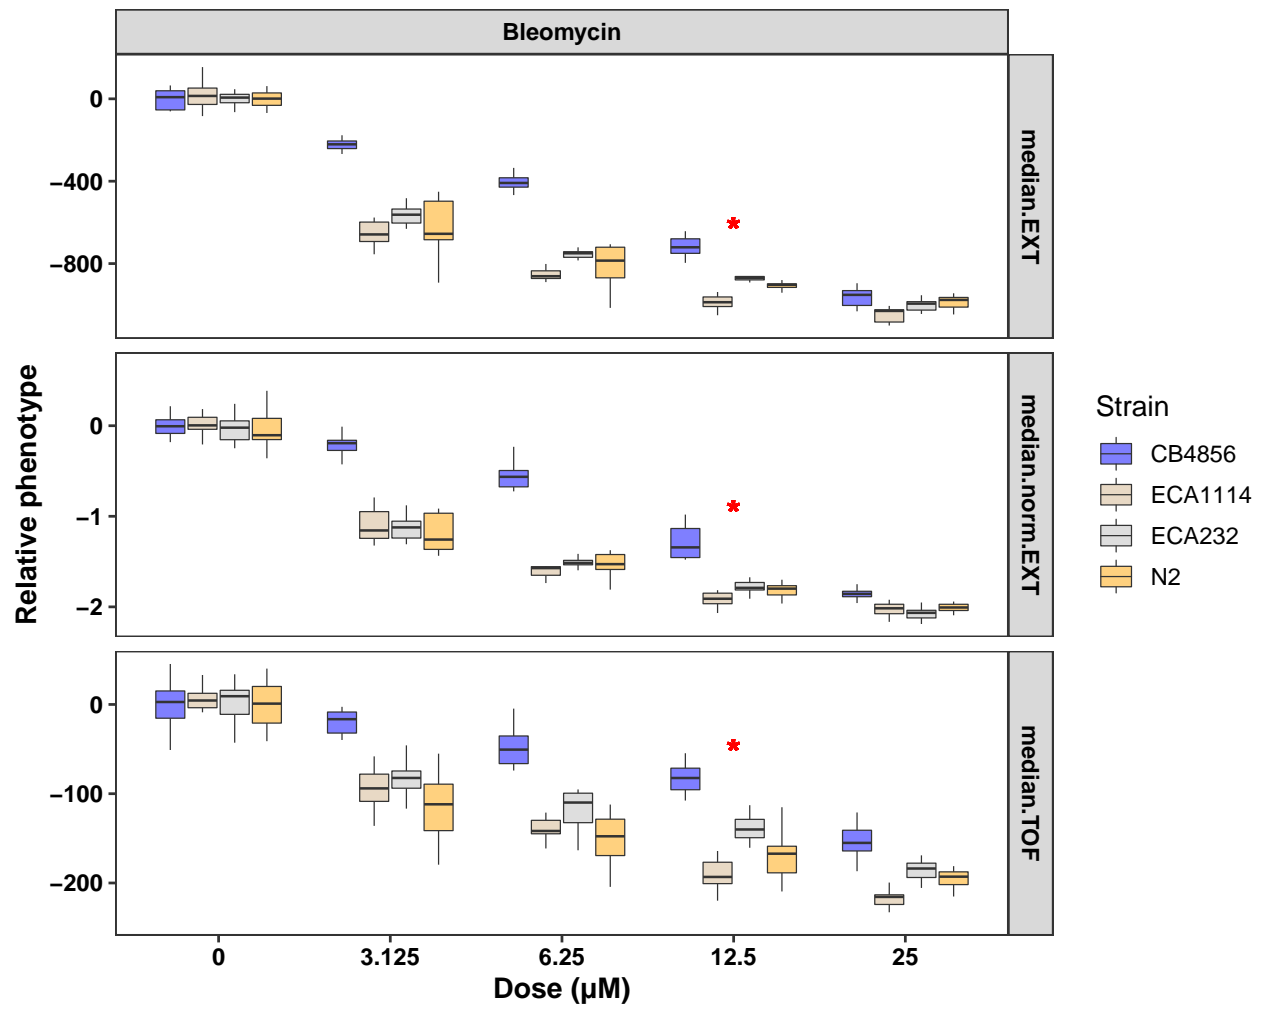 Bleomycin
0
−400
−800
median.EXT
0
−1
−2
median.norm.EXT
0
−100
−200
median.TOF
Relative phenotype
0 3.125 6.25 12.5 25
Dose (µM)
Strain
CB4856
ECA1114
ECA232
N2